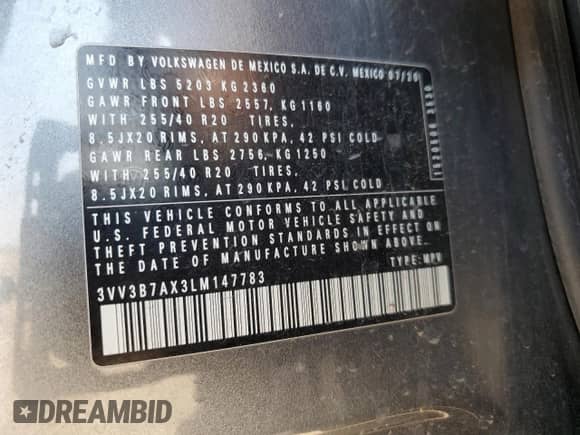 MFD BY VOLKSWAGEN DE MEXICO S.A. DE C.V. MEXICO 07/20
GVWR LBS 5203 KG 2360
GAWR FRONT LBS 2557, KG 1160
WITH 255/40 R20 TIRES.
8.5JX20 RIMS, AT 290 KPA, 42 PSI COLD
GAWR REAR LBS 2756, KG 1250
WITH 255/40 R20 TIRES.
8.5JX20 RIMS, AT 290 KPA, 42 PSI COLD
THIS VEHICLE CONFORMS TO ALL APPLICABLE
U.S. FEDERAL MOTOR VEHICLE SAFETY AND
THEFT PREVENTION STANDARDS IN EFFECT ON
THE DATE OF MANUFACTURE SHOWN ABOVE.
3VV3B7AX3LM147783
TYPE:MPV
DREAMBID